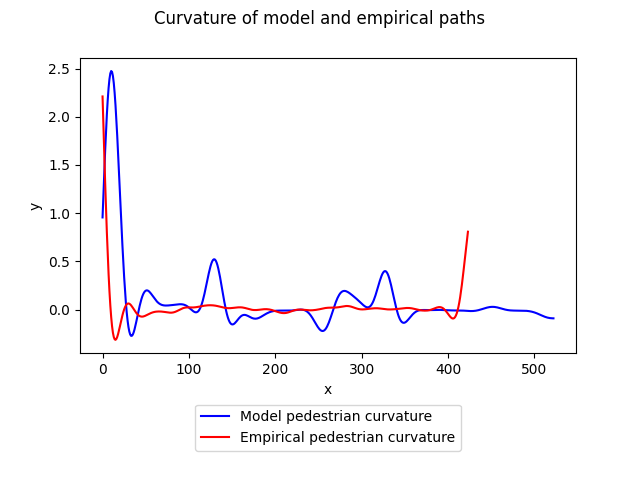 Curvature of model and empirical paths
2.5
2.0
1.5
1.0
0.5
0.0
y
0 100 200 300 400 500
x
Model pedestrian curvature
Empirical pedestrian curvature